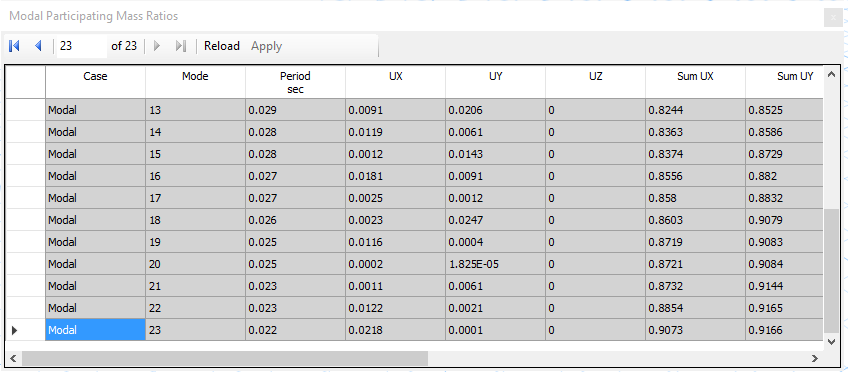 Modal Participating Mass Ratios
23 of 23 Reload Apply
Case Mode Period sec UX UY UZ Sum UX Sum UY
Modal 13 0.029 0.0091 0.0206 0 0.8244 0.8525
Modal 14 0.028 0.0119 0.0061 0 0.8363 0.8586
Modal 15 0.028 0.0012 0.0143 0 0.8374 0.8729
Modal 16 0.027 0.0181 0.0091 0 0.8556 0.882
Modal 17 0.027 0.0025 0.0012 0 0.858 0.8832
Modal 18 0.026 0.0023 0.0247 0 0.8603 0.9079
Modal 19 0.025 0.0116 0.0004 0 0.8719 0.9083
Modal 20 0.025 0.0002 1.825E-05 0 0.8721 0.9084
Modal 21 0.023 0.0011 0.0061 0 0.8732 0.9144
Modal 22 0.023 0.0122 0.0021 0 0.8854 0.9165
Modal 23 0.022 0.0218 0.0001 0 0.9073 0.9166